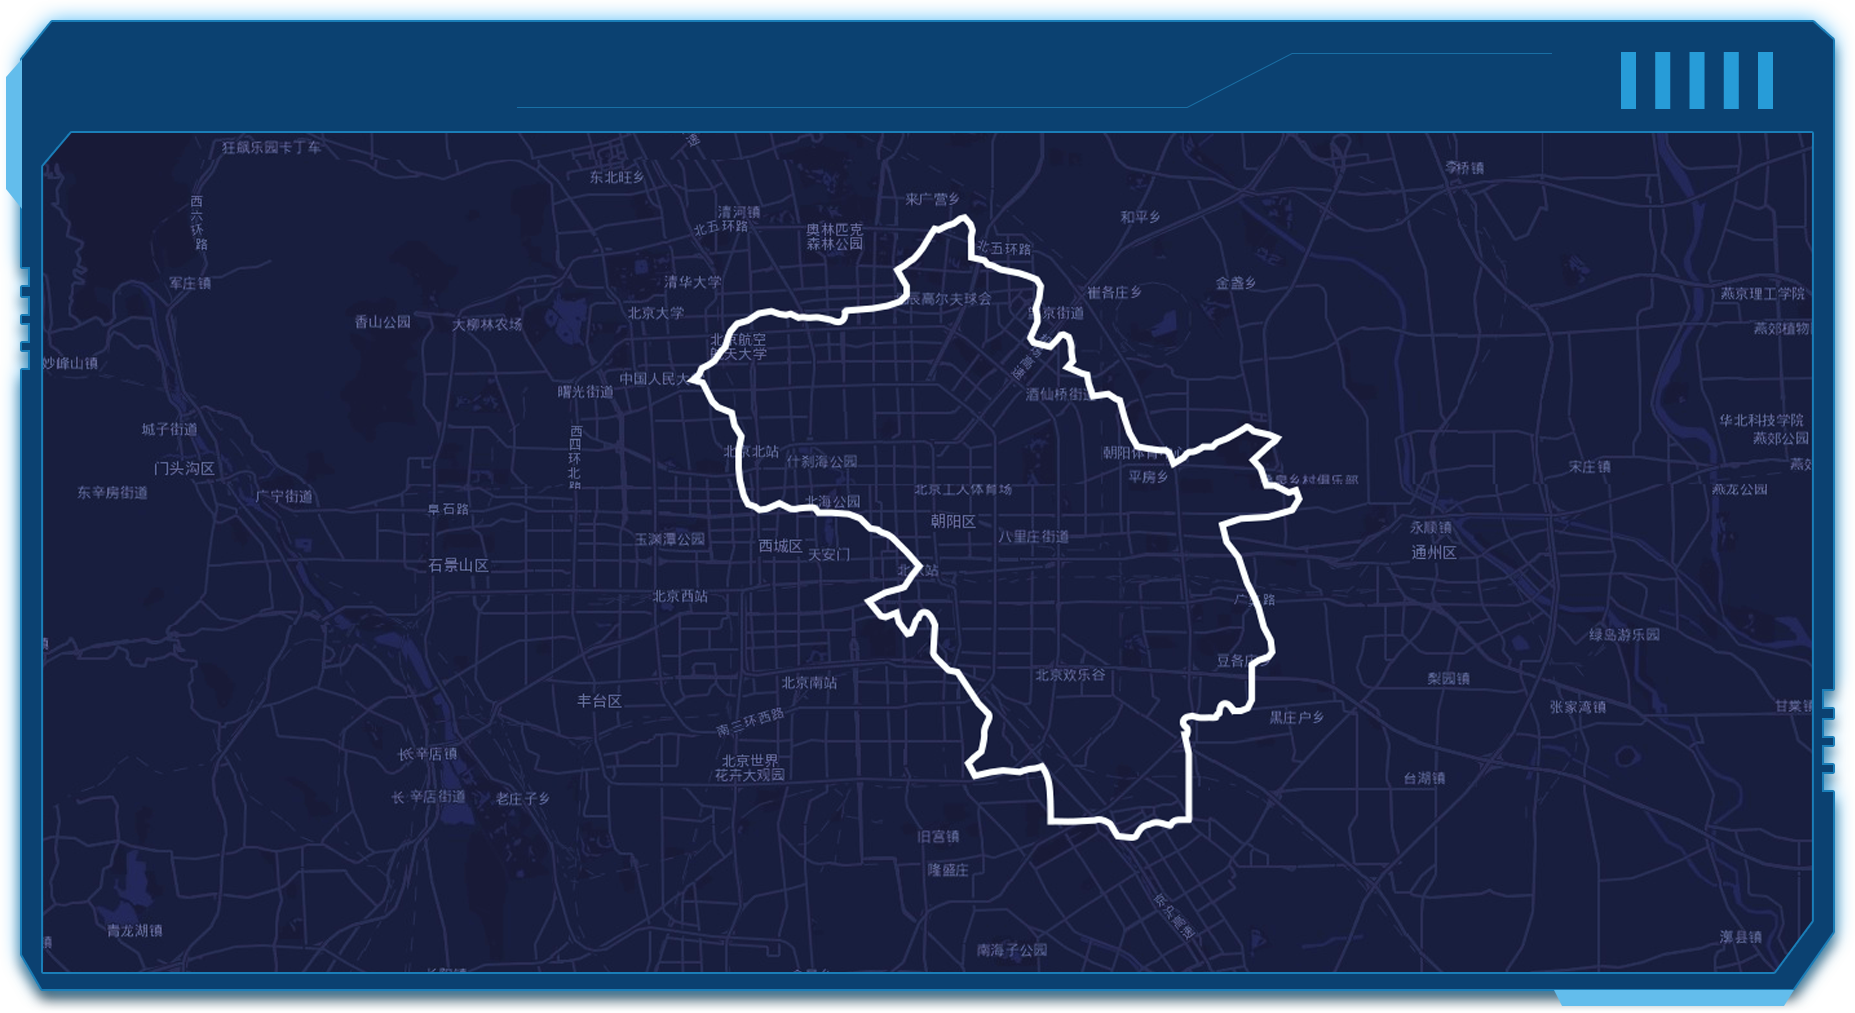 狂飙乐园卡丁车
东北旺乡
桥镇
西六环路
来广营乡
清河镇
北五环路
和平乡
奥林匹克
森林公园
北五环路
军庄镇
清华大学
金盏乡
崔各庄乡
燕京理工学院
辰高尔夫球会
北京大学
京街道
香山公园
大柳林农场
燕郊植物
北京航空
航天大学
妙峰山镇
中国人民大
曙光街道
酒仙桥街道
华北科技学院
燕郊公园
城子街道
西四环北路
北京北站
什刹海公园
朝阳体育中心
门头沟区
宋庄镇
平房乡
乡村俱乐部
东辛房街道
广宁街道
北京工人体育场
燕龙公园
北海公园
阜石路
朝阳区
永顺镇
八里庄街道
玉渊潭公园
西城区
天安门
通州区
石景山区
北京站
北京西站
广路
绿岛游乐园
豆各庄乡
北京欢乐谷
梨园镇
北京南站
丰台区
张家湾镇
甘棠镇
黑庄户乡
南三环西路
长辛店镇
北京世界
花卉大观园
台湖镇
长辛店街道
老庄子乡
旧宫镇
隆盛庄
青龙湖镇
漷县镇
南海子公园